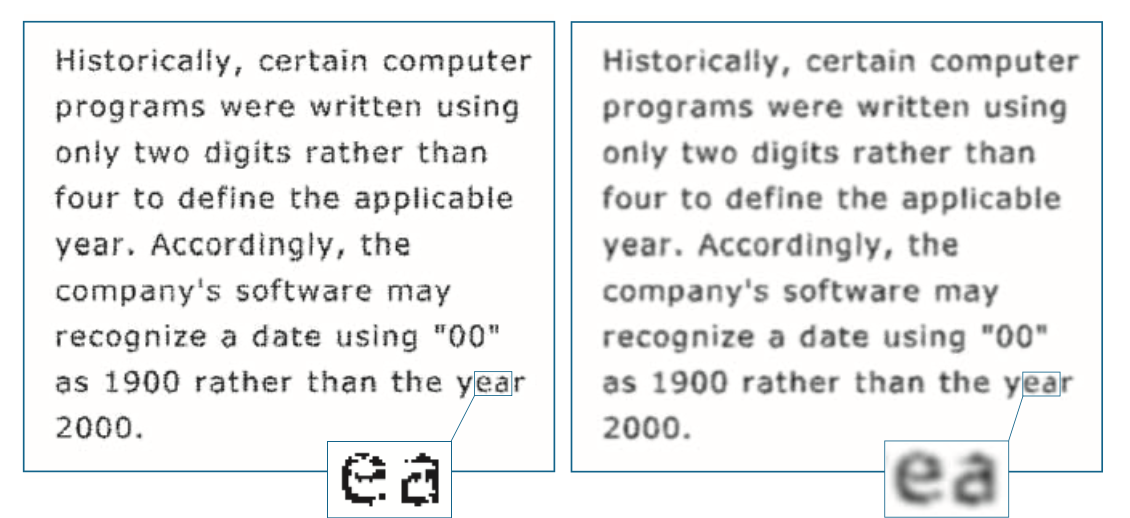 Historically, certain computer
programs were written using
only two digits rather than
four to define the applicable
year. Accordingly, the
company's software may
recognize a date using "00"
as 1900 rather than the year
2000.
ea
Historically, certain computer
programs were written using
only two digits rather than
four to define the applicable
year. Accordingly, the
company's software may
recognize a date using "00"
as 1900 rather than the year
2000.
ea